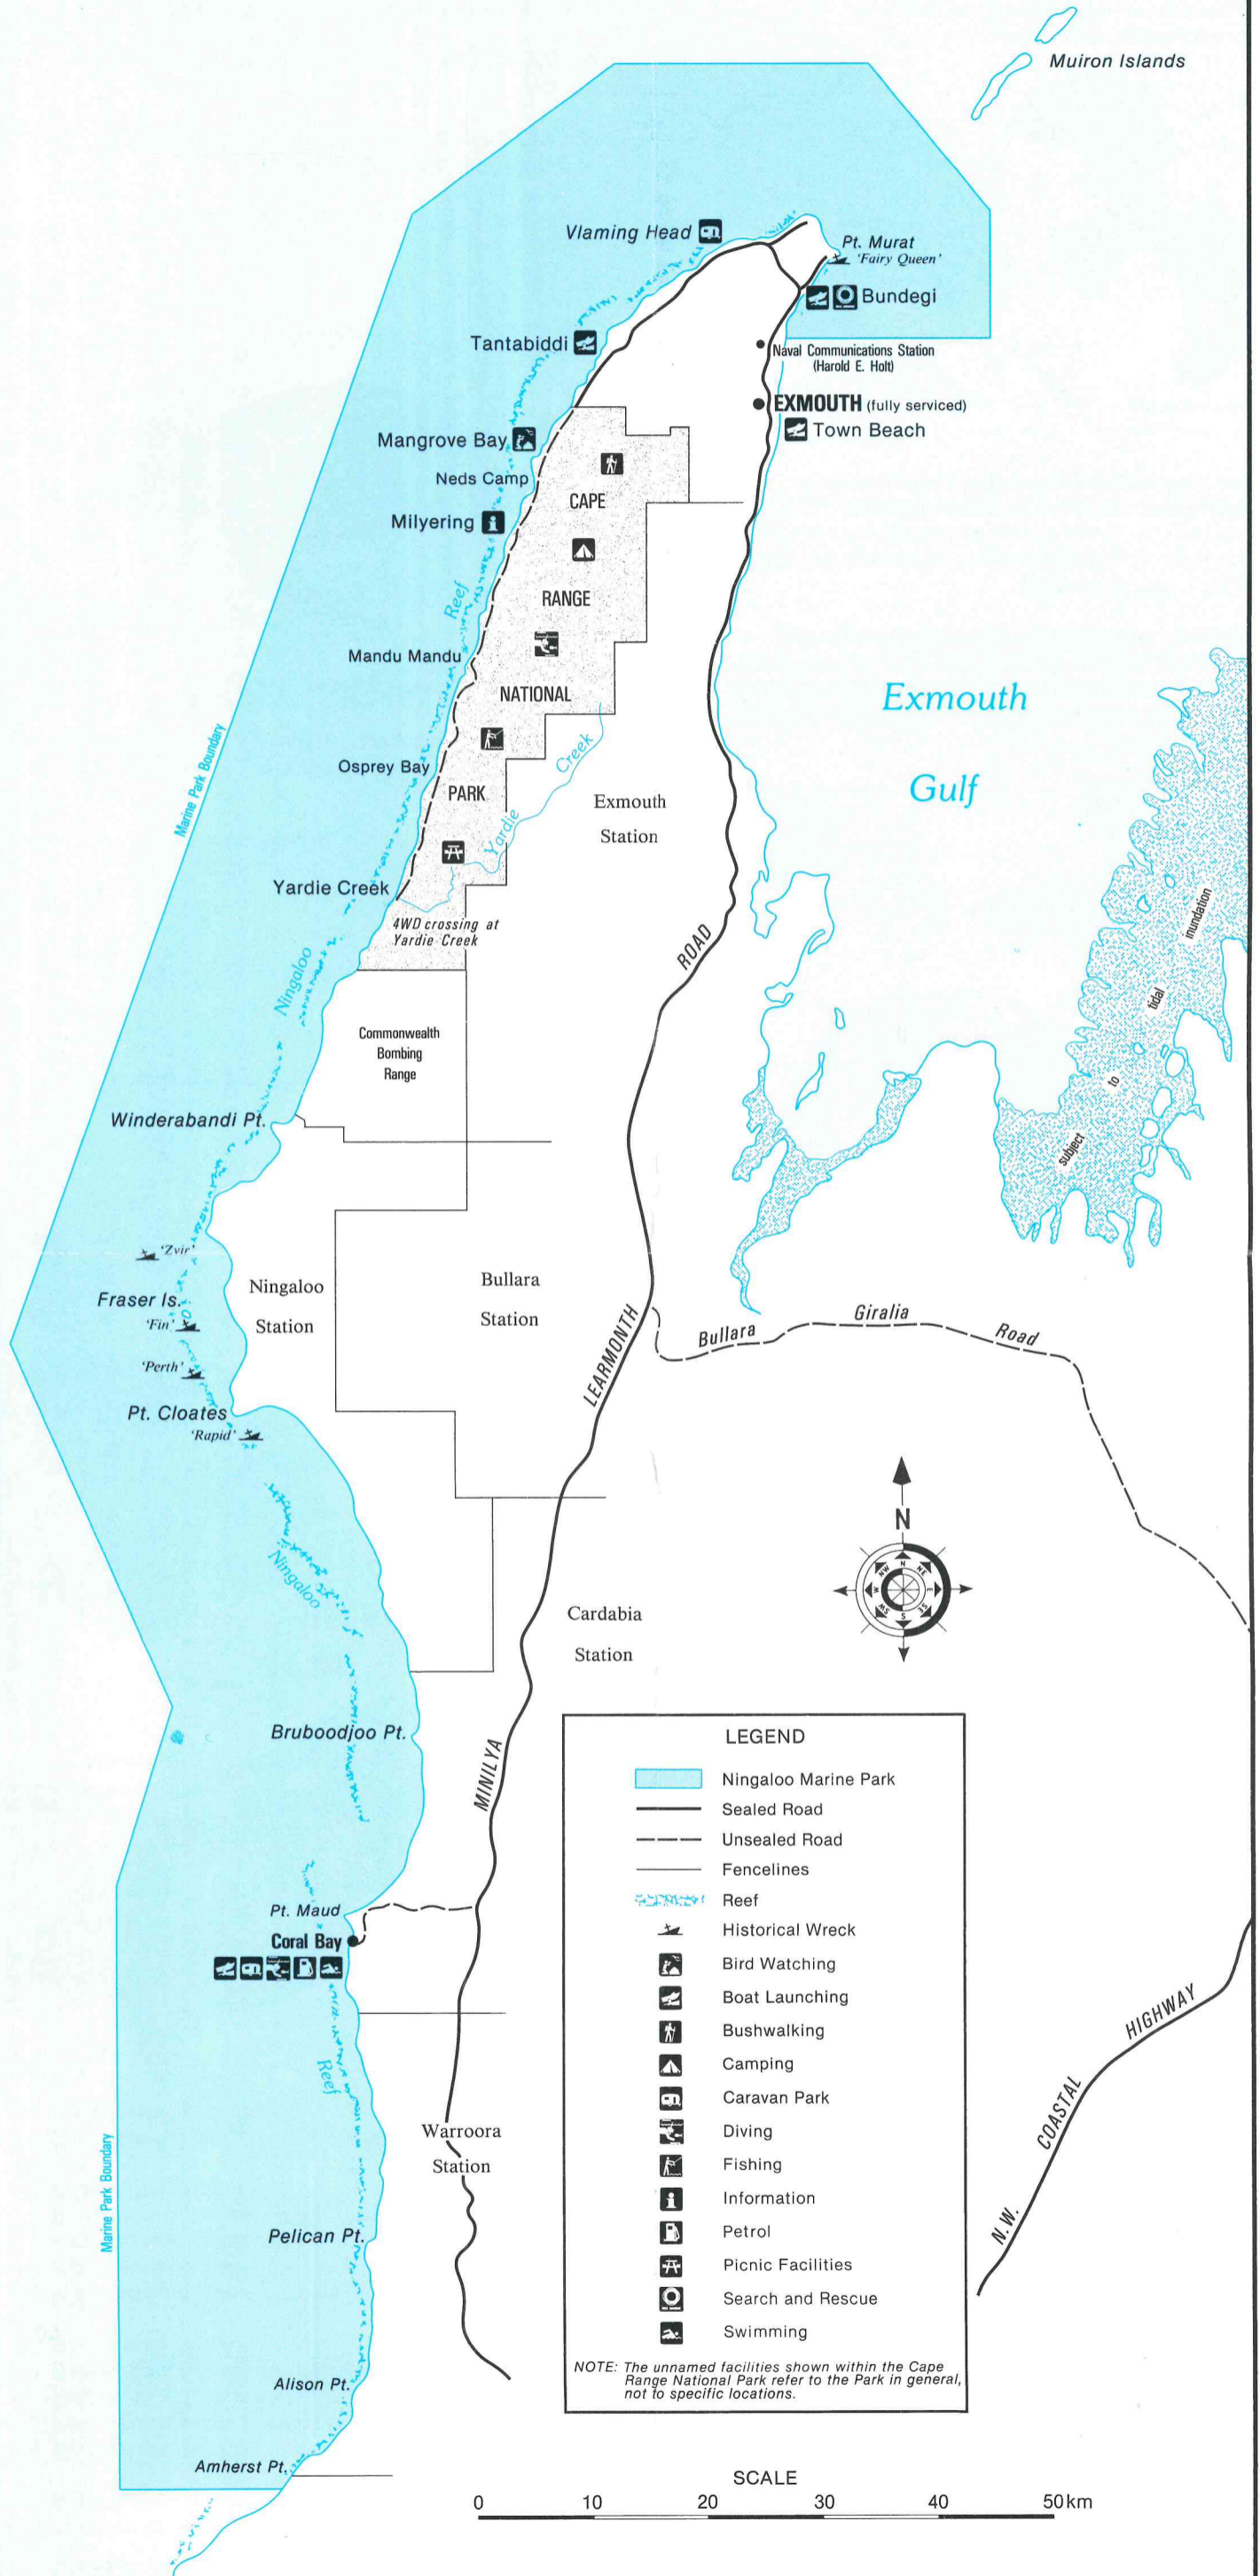 Muiron Islands
Vlaming Head
Pt. Murat
'Fairy Queen'
Bundegi
Tantabiddi
Naval Communications Station
(Harold E. Holt)
EXMOUTH (fully serviced)
Town Beach
Mangrove Bay
Neds Camp
Milyering
CAPE
RANGE
NATIONAL
PARK
Reef
Mandu Mandu
Osprey Bay
Marine Park Boundary
Exmouth
Gulf
Creek
Yardie
Exmouth
Station
Yardie Creek
4WD crossing at
Yardie Creek
Ningaloo
ROAD
subject
to
tidal
inundation
Commonwealth
Bombing
Range
Winderabandi Pt.
'Zvir'
Fraser Is.
'Fin'
'Perth'
Pt. Cloates
'Rapid'
Ningaloo
Station
Bullara
Station
LEARMONTH
Bullara
Giralia
Road
N
N
NE
E
SE
S
SW
W
NW
Ningaloo
Cardabia
Station
Bruboodjoo Pt.
MINILYA
Pt. Maud
Coral Bay
Reef
Warroora
Station
Marine Park Boundary
Pelican Pt.
Alison Pt.
Amherst Pt.
N.W.
COASTAL
HIGHWAY
LEGEND
Ningaloo Marine Park
Sealed Road
Unsealed Road
Fencelines
Reef
Historical Wreck
Bird Watching
Boat Launching
Bushwalking
Camping
Caravan Park
Diving
Fishing
Information
Petrol
Picnic Facilities
Search and Rescue
Swimming
NOTE: The unnamed facilities shown within the Cape
Range National Park refer to the Park in general,
not to specific locations.
SCALE
0 10 20 30 40 50km